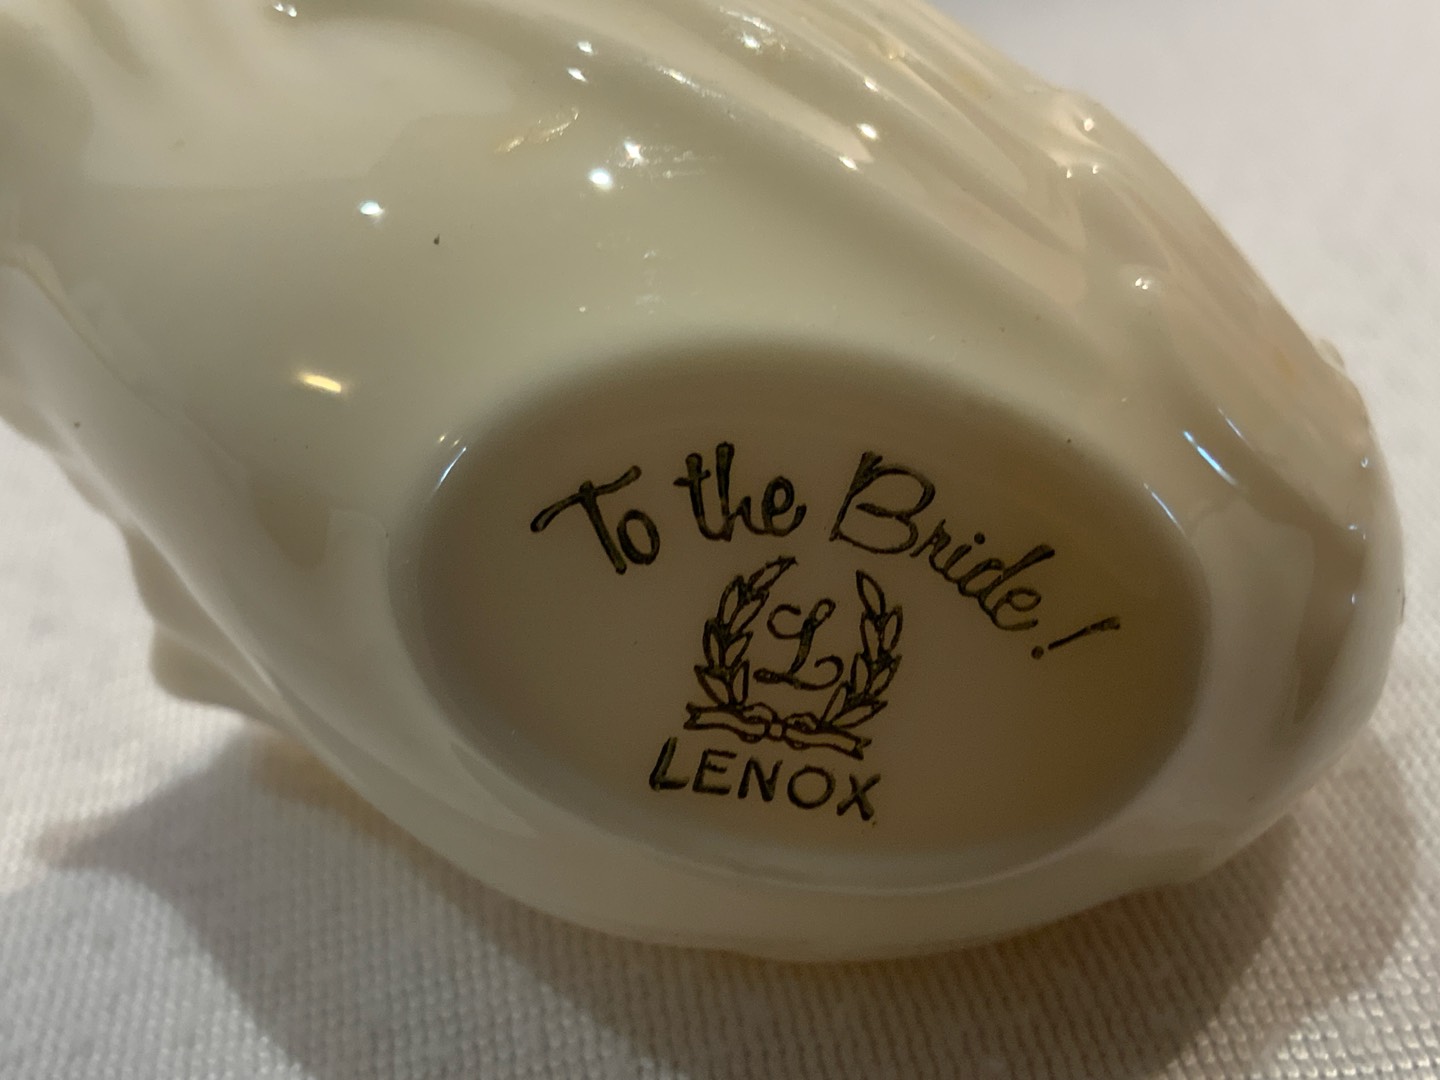 To the Bride!
L
LENOX